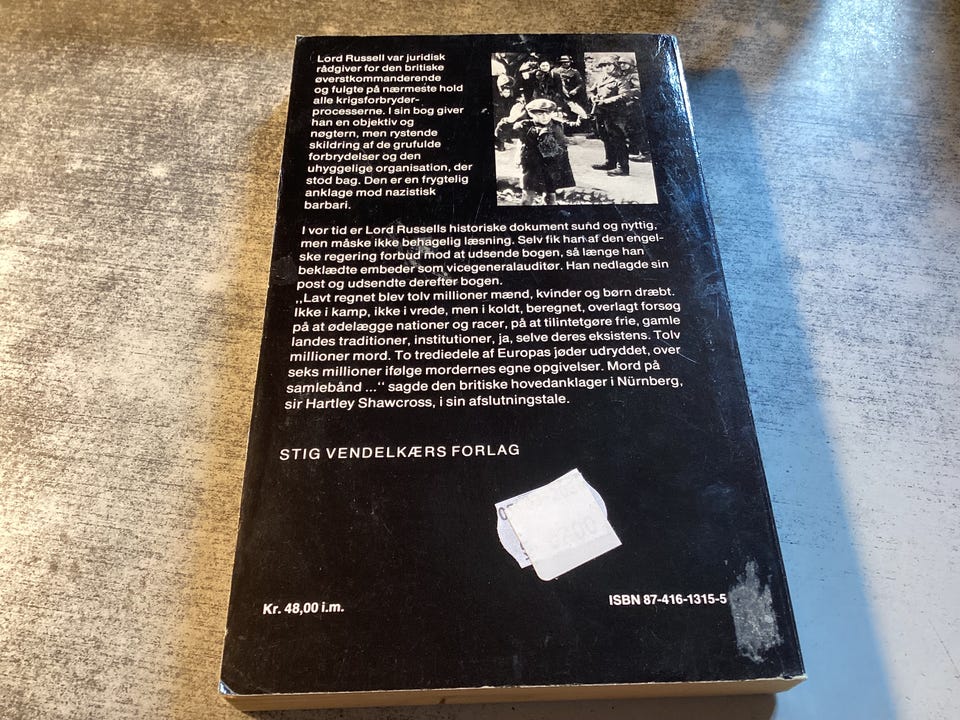 Lord Russell var juridisk
rådgiver for den britiske
øverstkommanderende
og fulgte på nærmeste hold
alle krigsforbryder-
processerne. I sin bog giver
han en objektiv og
nøgtern, men rystende
skildring af de grufulde
forbrydelser og den
uhyggelige organisation, der
stod bag. Den er en frygtelig
anklage mod nazistisk
barbari.
I vor tid er Lord Russells historiske dokument sund og nyttig,
men måske ikke behagelig læsning. Selv fik han af den engel-
ske regering forbud mod at udsende bogen, så længe han
beklædte embeder som vicegeneralauditør. Han nedlagde sin
post og udsendte derefter bogen.
„Lavt regnet blev tolv millioner mænd, kvinder og børn dræbt.
Ikke i kamp, ikke i vrede, men i koldt, beregnet, overlagt forsøg
på at ødelægge nationer og racer, på at tilintetgøre frie, gamle
landes traditioner, institutioner, ja, selve deres eksistens. Tolv
millioner mord. To trediedele af Europas jøder udryddet, over
seks millioner ifølge mordernes egne opgivelser. Mord på
samlebånd ...“ sagde den britiske hovedanklager i Nürnberg,
sir Hartley Shawcross, i sin afslutningstale.
STIG VENDELKÆRS FORLAG
Kr. 48,00 i.m.
ISBN 87-416-1315-5